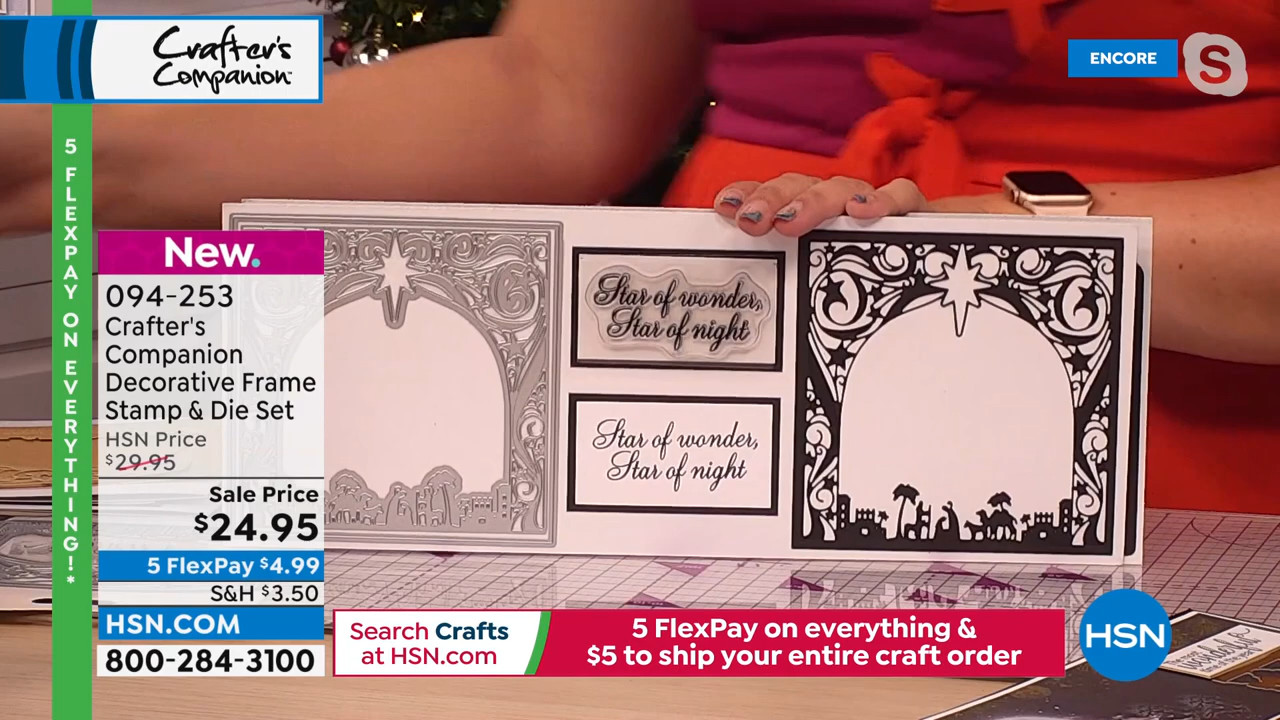 Crafter's
Companion
ENCORE
S
5 FLEXPAY ON EVERYTHING!*
New.
094-253
Crafter's
Companion
Decorative Frame
Stamp & Die Set
HSN Price
$29.95
Sale Price
$24.95
5 FlexPay $4.99
S&H $3.50
HSN.COM
800-284-3100
Star of wonder,
Star of night
Star of wonder,
Star of night
Search Crafts
at HSN.com
5 FlexPay on everything &
$5 to ship your entire craft order
HSN